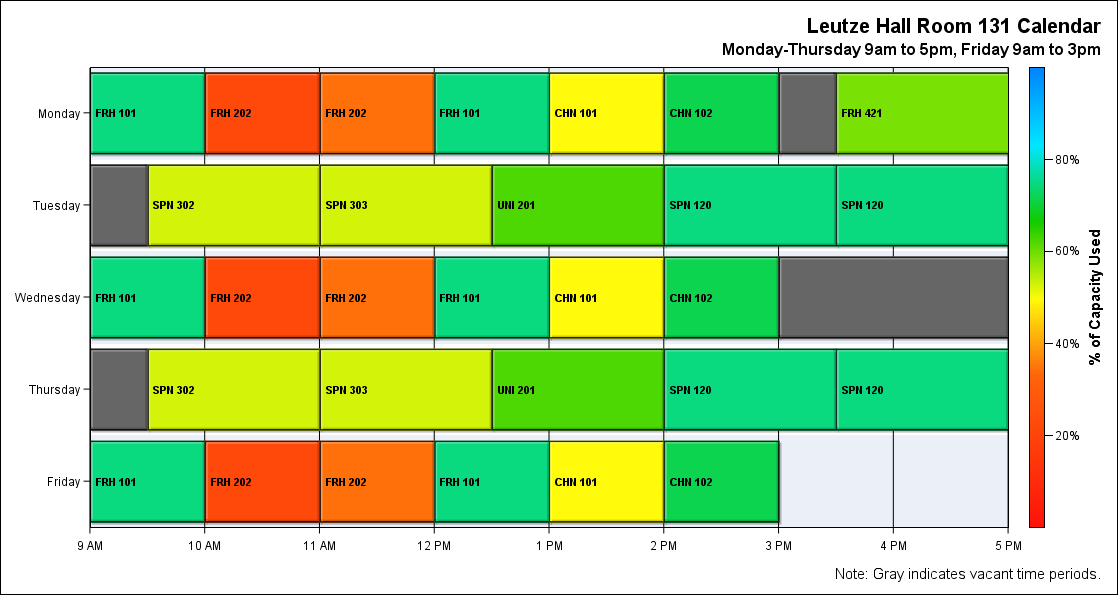 Leutze Hall Room 131 Calendar
Monday-Thursday 9am to 5pm, Friday 9am to 3pm
Monday FRH 101 FRH 202 FRH 202 FRH 101 CHN 101 CHN 102 FRH 421
Tuesday SPN 302 SPN 303 UNI 201 SPN 120 SPN 120
Wednesday FRH 101 FRH 202 FRH 202 FRH 101 CHN 101 CHN 102
Thursday SPN 302 SPN 303 UNI 201 SPN 120 SPN 120
Friday FRH 101 FRH 202 FRH 202 FRH 101 CHN 101 CHN 102
9 AM 10 AM 11 AM 12 PM 1 PM 2 PM 3 PM 4 PM 5 PM
80%
60%
40%
20%
% of Capacity Used
Note: Gray indicates vacant time periods.